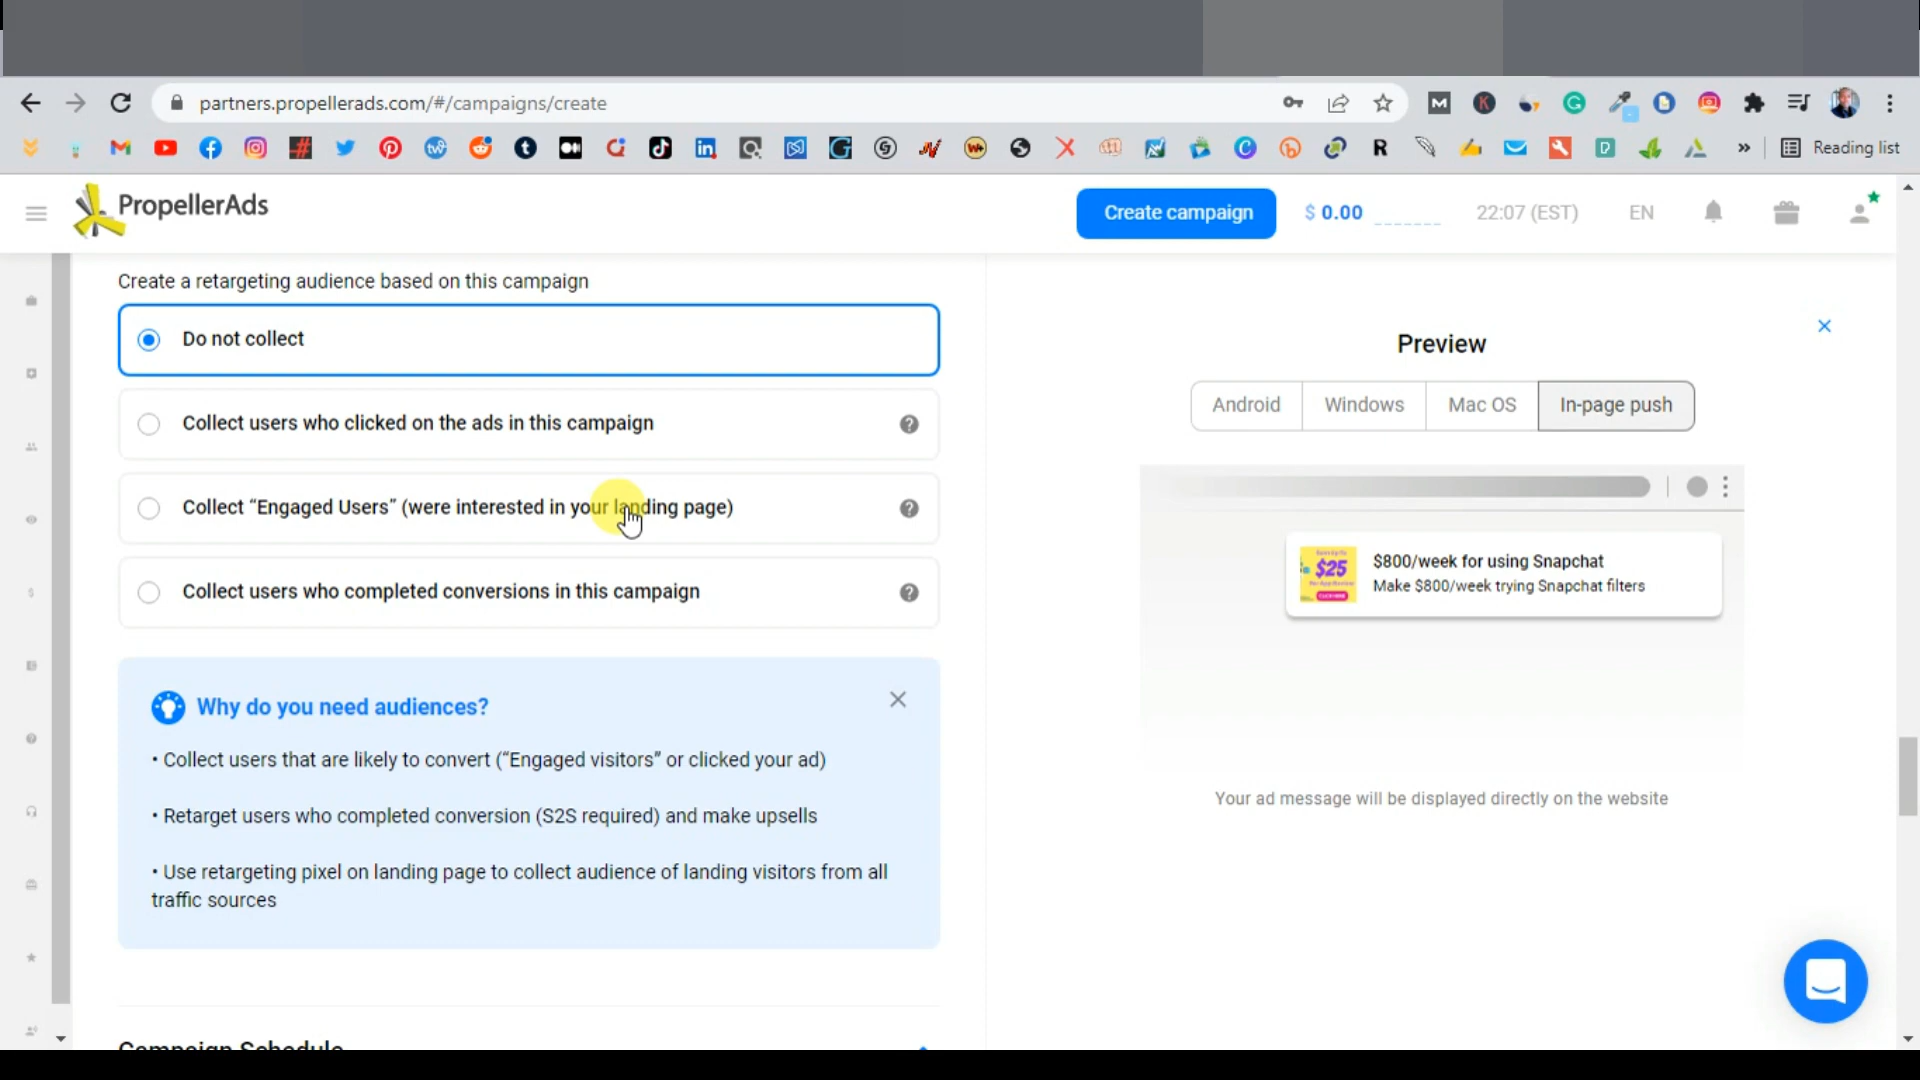 partners.propellerads.com/#/campaigns/create
Reading list
PropellerAds
Create campaign
$ 0.00
22:07 (EST)
EN
Create a retargeting audience based on this campaign
Do not collect
Collect users who clicked on the ads in this campaign
Collect “Engaged Users” (were interested in your landing page)
Collect users who completed conversions in this campaign
Why do you need audiences?
• Collect users that are likely to convert (“Engaged visitors” or clicked your ad)
• Retarget users who completed conversion (S2S required) and make upsells
• Use retargeting pixel on landing page to collect audience of landing visitors from all
traffic sources
Campaign Schedule
Preview
Android
Windows
Mac OS
In-page push
$25
CLICK HERE
$800/week for using Snapchat
Make $800/week trying Snapchat filters
Your ad message will be displayed directly on the website